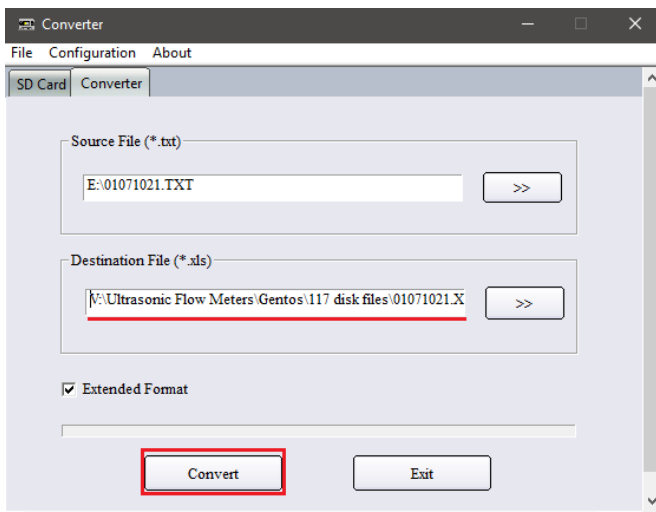 Converter
File Configuration About
SD Card Converter
Source File (*.txt)
E:\01071021.TXT
>>
Destination File (*.xls)
V:\Ultrasonic Flow Meters\Gentos\117 disk files\01071021.X
>>
Extended Format
Convert Exit